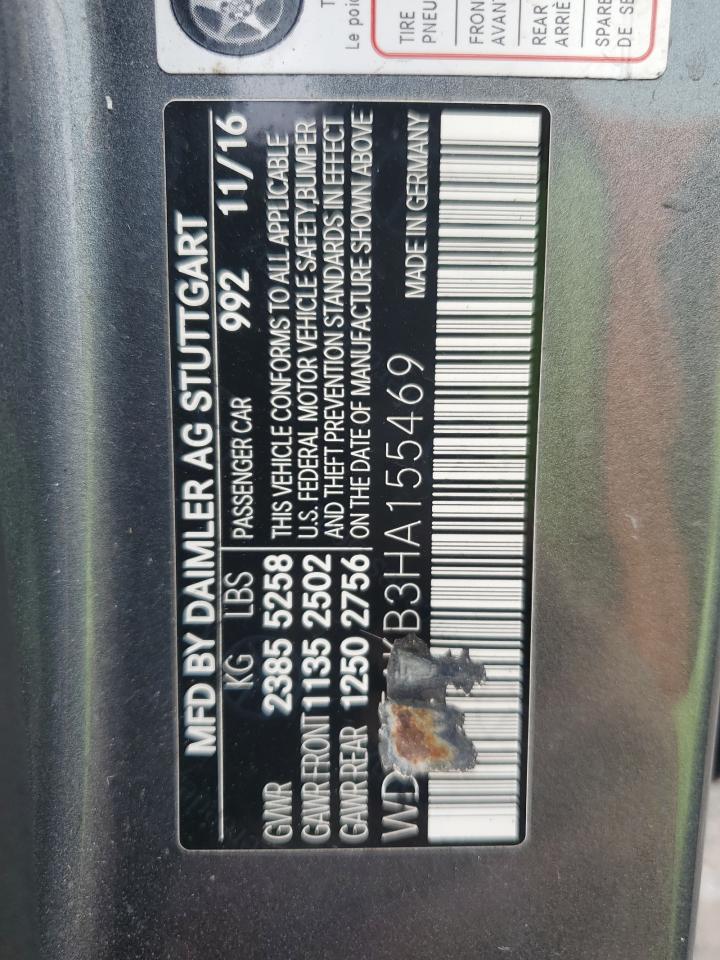 TIRE
PNEU
FRON
AVAN
REAR
ARRIÈ
SPARE
DE SE
Le poi
MFD BY DAIMLER AG STUTTGART
KG LBS PASSENGER CAR 992 11/16
GVWR 2385 5258 THIS VEHICLE CONFORMS TO ALL APPLICABLE
U.S. FEDERAL MOTOR VEHICLE SAFETY,BUMPER
GAWR FRONT 1135 2502 AND THEFT PREVENTION STANDARDS IN EFFECT
GAWR REAR 1250 2756 ON THE DATE OF MANUFACTURE SHOWN ABOVE
WD B3HA155469 MADE IN GERMANY